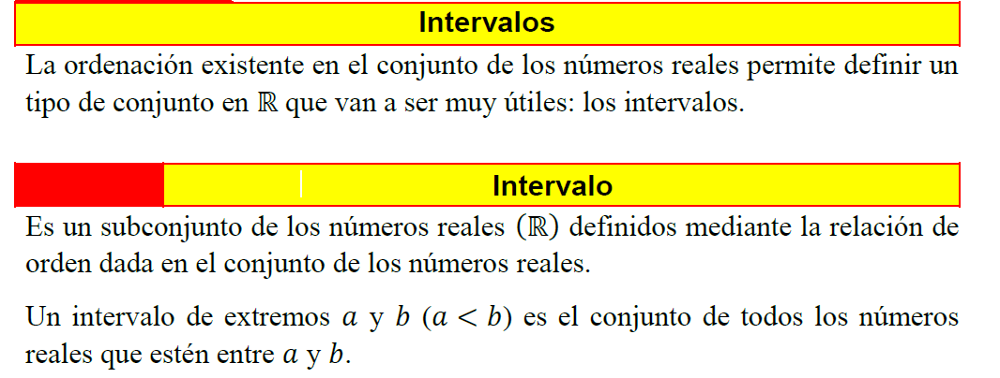 Intervalos
La ordenación existente en el conjunto de los números reales permite definir un
tipo de conjunto en ℝ que van a ser muy útiles: los intervalos.
Intervalo
Es un subconjunto de los números reales (ℝ) definidos mediante la relación de
orden dada en el conjunto de los números reales.
Un intervalo de extremos a y b (a < b) es el conjunto de todos los números
reales que estén entre a y b.